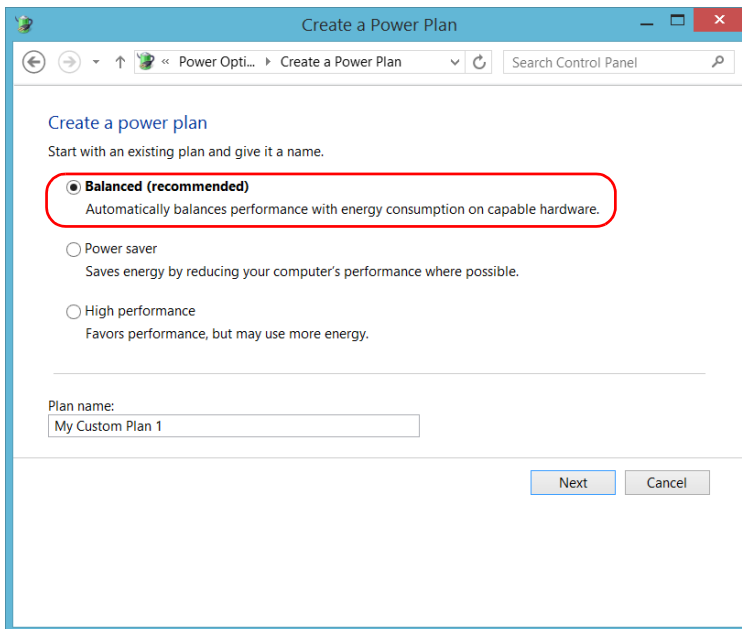 Create a Power Plan
« Power Opti... Create a Power Plan Search Control Panel
Create a power plan
Start with an existing plan and give it a name.
Balanced (recommended)
Automatically balances performance with energy consumption on capable hardware.
Power saver
Saves energy by reducing your computer's performance where possible.
High performance
Favors performance, but may use more energy.
Plan name:
My Custom Plan 1
Next Cancel